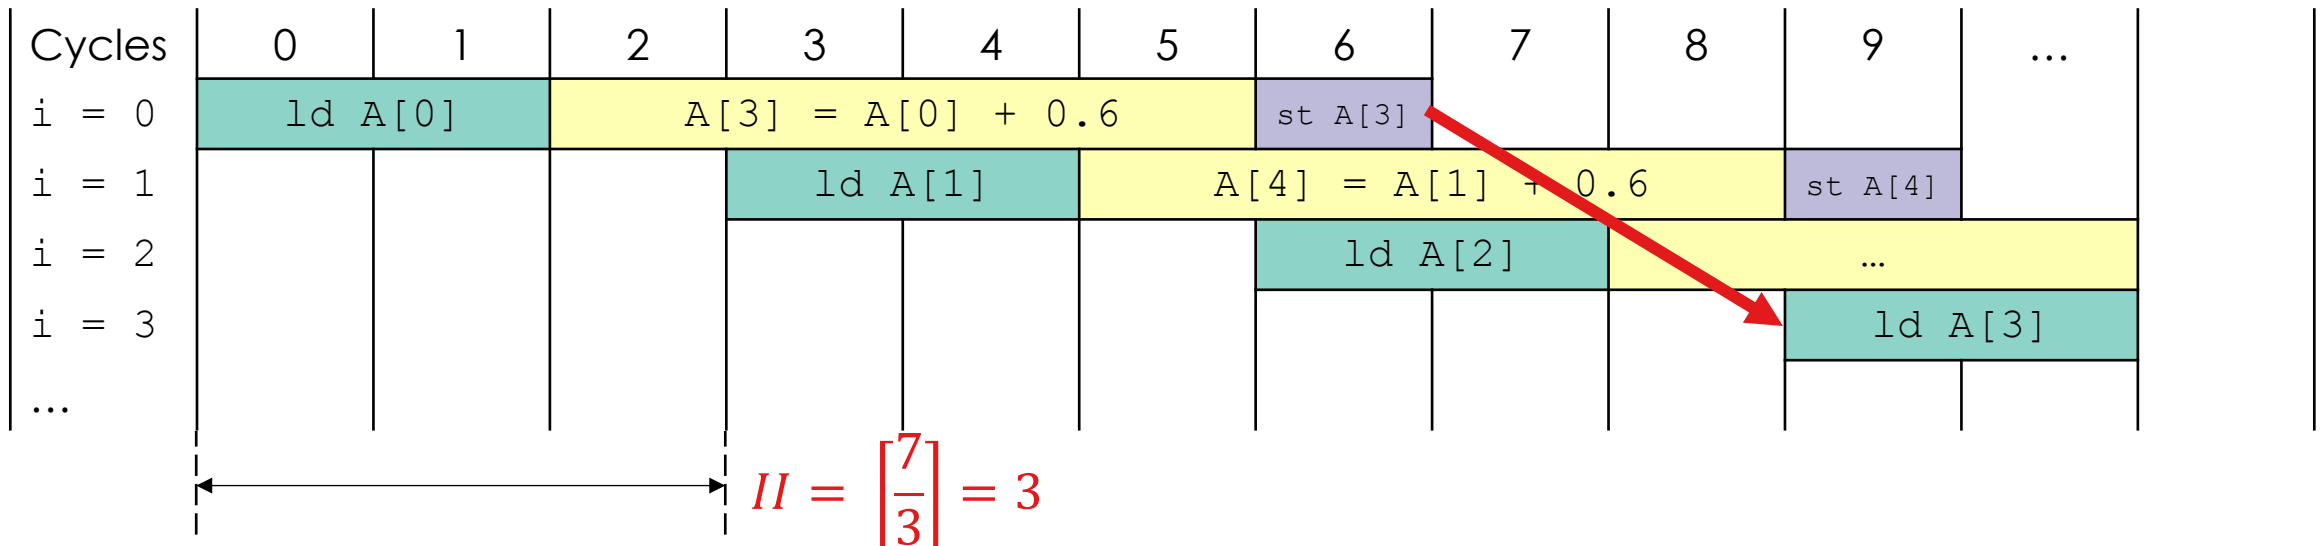 Cycles 0 1 2 3 4 5 6 7 8 9 ...
i = 0 ld A[0] A[3] = A[0] + 0.6 st A[3]
i = 1 ld A[1] A[4] = A[1] + 0.6 st A[4]
i = 2 ld A[2] …
i = 3 ld A[3]
...
II = ⌈7/3⌉ = 3